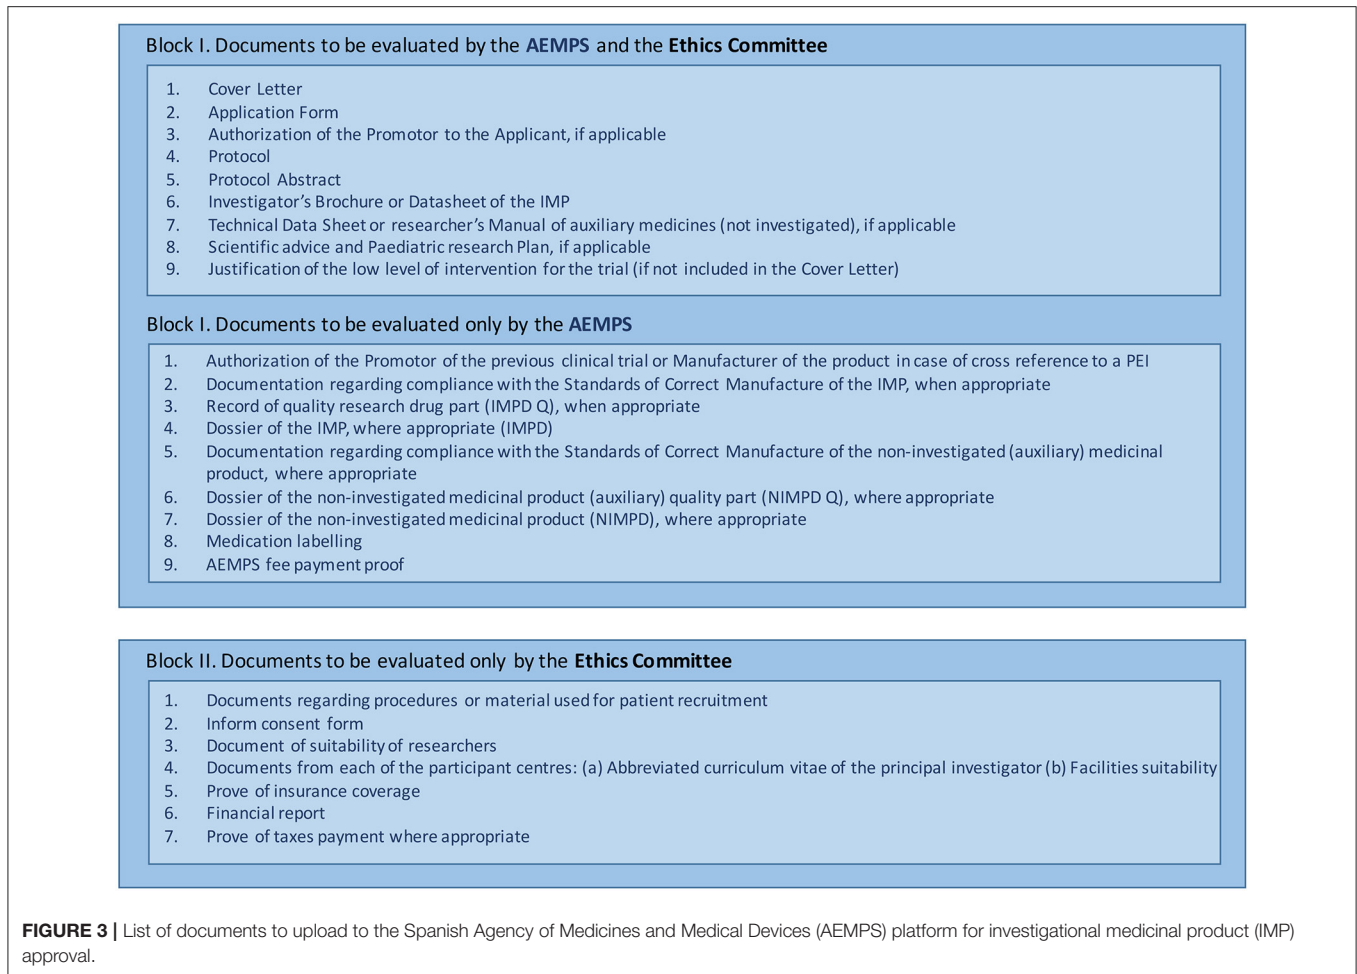 Block I. Documents to be evaluated by the AEMPS and the Ethics Committee
1. Cover Letter
2. Application Form
3. Authorization of the Promotor to the Applicant, if applicable
4. Protocol
5. Protocol Abstract
6. Investigator's Brochure or Datasheet of the IMP
7. Technical Data Sheet or researcher's Manual of auxiliary medicines (not investigated), if applicable
8. Scientific advice and Paediatric research Plan, if applicable
9. Justification of the low level of intervention for the trial (if not included in the Cover Letter)
Block I. Documents to be evaluated only by the AEMPS
1. Authorization of the Promotor of the previous clinical trial or Manufacturer of the product in case of cross reference to a PEI
2. Documentation regarding compliance with the Standards of Correct Manufacture of the IMP, when appropriate
3. Record of quality research drug part (IMPD Q), when appropriate
4. Dossier of the IMP, where appropriate (IMPD)
5. Documentation regarding compliance with the Standards of Correct Manufacture of the non-investigated (auxiliary) medicinal
product, where appropriate
6. Dossier of the non-investigated medicinal product (auxiliary) quality part (NIMPD Q), where appropriate
7. Dossier of the non-investigated medicinal product (NIMPD), where appropriate
8. Medication labelling
9. AEMPS fee payment proof
Block II. Documents to be evaluated only by the Ethics Committee
1. Documents regarding procedures or material used for patient recruitment
2. Inform consent form
3. Document of suitability of researchers
4. Documents from each of the participant centres: (a) Abbreviated curriculum vitae of the principal investigator (b) Facilities suitability
5. Prove of insurance coverage
6. Financial report
7. Prove of taxes payment where appropriate
FIGURE 3 | List of documents to upload to the Spanish Agency of Medicines and Medical Devices (AEMPS) platform for investigational medicinal product (IMP)
approval.